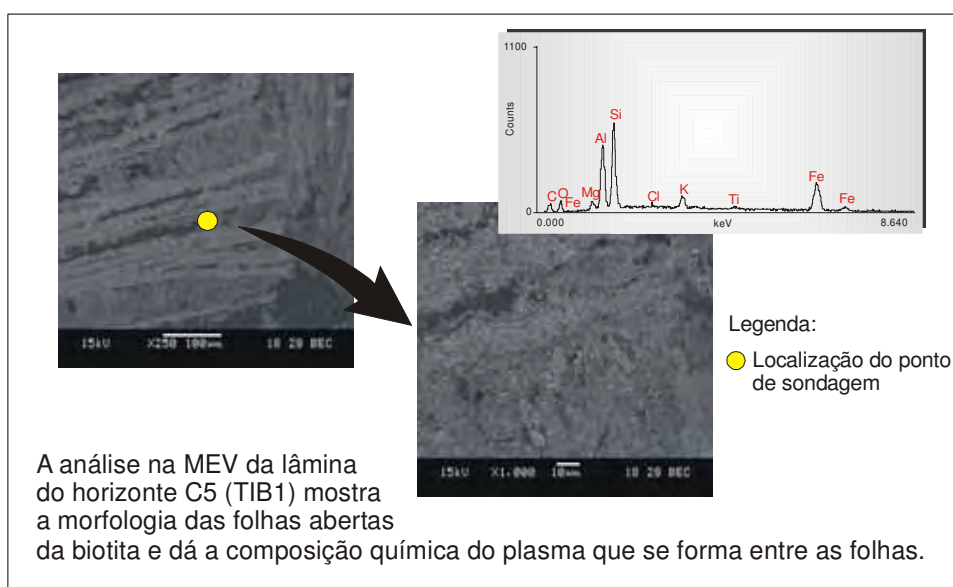 1100
Counts
0
C
O
Fe
Mg
Al
Si
Cl
K
Ti
Fe
Fe
0.000
keV
8.640
15kU X250 100µm 18 28 BEC
15kU X1.000 10µm 18 28 BEC
Legenda:
Localização do ponto
de sondagem
A análise na MEV da lâmina
do horizonte C5 (TIB1) mostra
a morfologia das folhas abertas
da biotita e dá a composição química do plasma que se forma entre as folhas.